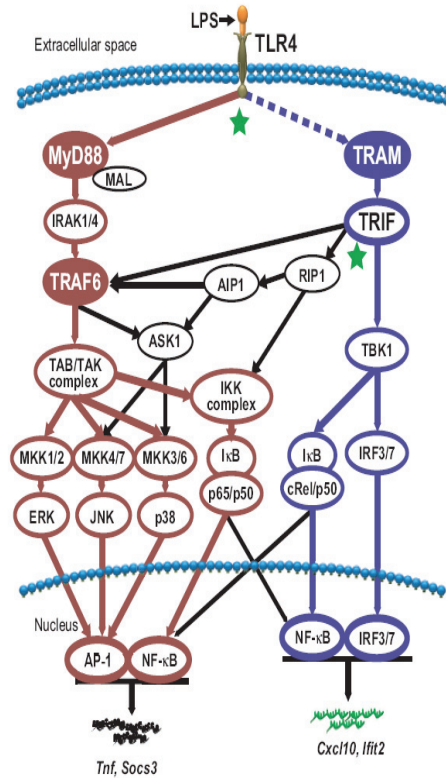 LPS
TLR4
Extracellular space
MyD88
TRAM
MAL
IRAK1/4
TRIF
TRAF6
AIP1
RIP1
ASK1
TBK1
TAB/TAK
complex
IKK
complex
MKK1/2
MKK4/7
MKK3/6
IκB
IκB
IRF3/7
p65/p50
cRel/p50
ERK
JNK
p38
Nucleus
AP-1
NF-κB
NF-κB
IRF3/7
Tnf, Socs3
Cxcl10, Ifit2